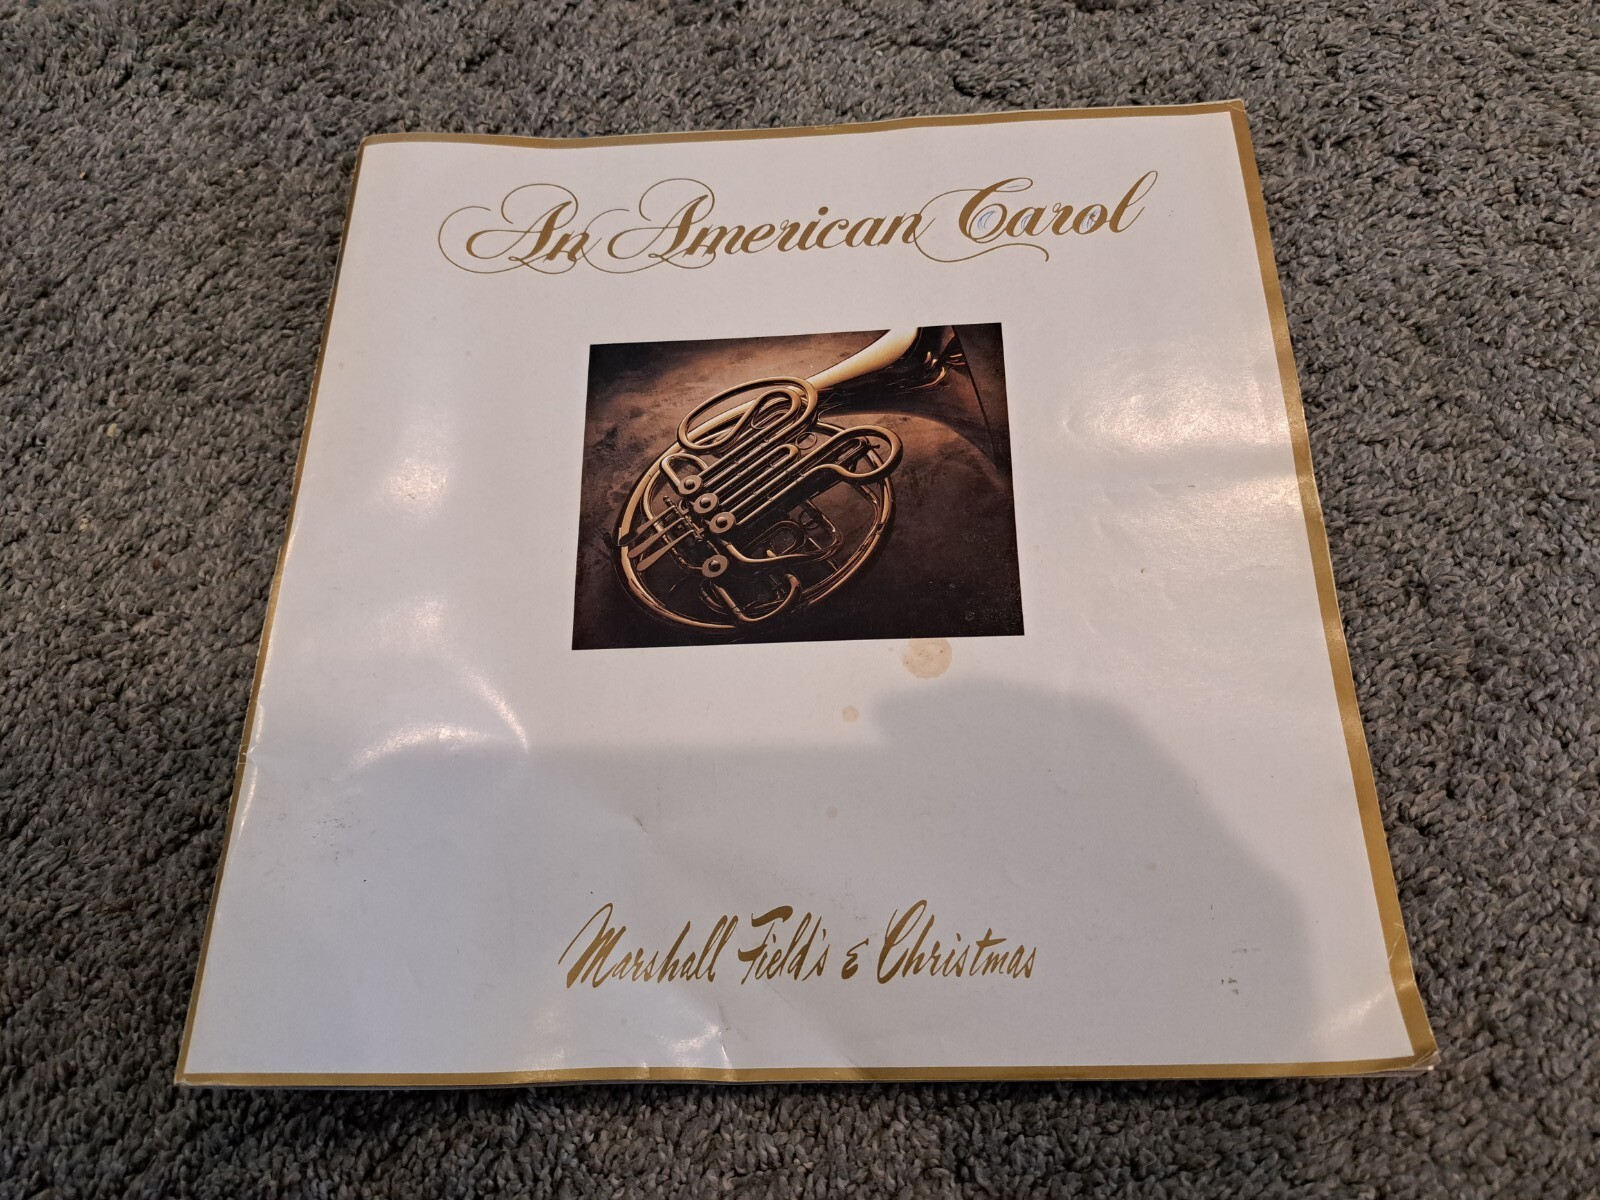 An American Carol
Marshall Field's & Christmas